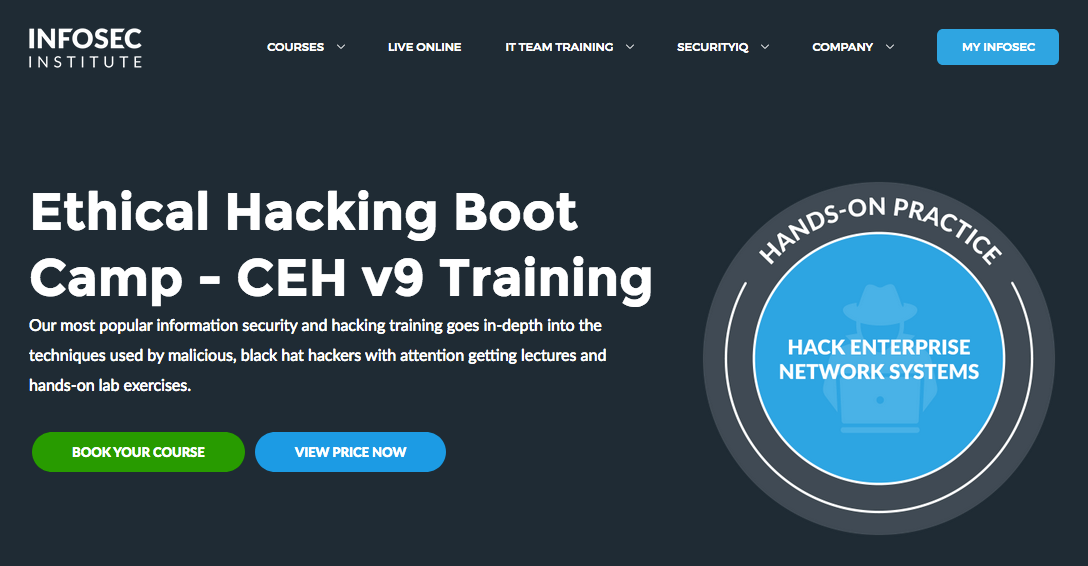 INFOSEC
INSTITUTE
COURSES
LIVE ONLINE
IT TEAM TRAINING
SECURITYIQ
COMPANY
MY INFOSEC
Ethical Hacking Boot
Camp - CEH v9 Training
Our most popular information security and hacking training goes in-depth into the
techniques used by malicious, black hat hackers with attention getting lectures and
hands-on lab exercises.
BOOK YOUR COURSE
VIEW PRICE NOW
HANDS-ON PRACTICE
HACK ENTERPRISE
NETWORK SYSTEMS